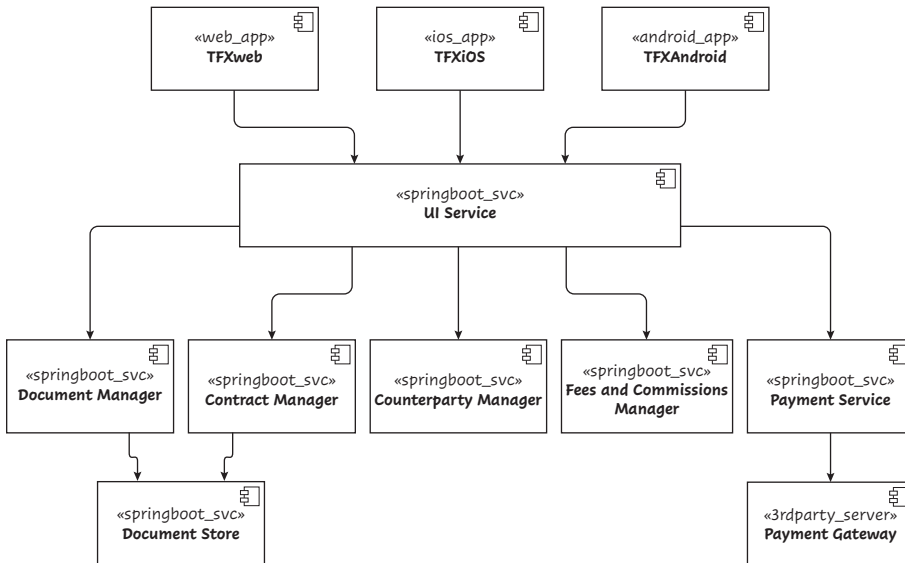 «web_app»
TFXweb
«ios_app»
TFXiOS
«android_app»
TFXAndroid
«springboot_svc»
UI Service
«springboot_svc»
Document Manager
«springboot_svc»
Contract Manager
«springboot_svc»
Counterparty Manager
«springboot_svc»
Fees and Commissions
Manager
«springboot_svc»
Payment Service
«springboot_svc»
Document Store
«3rdparty_server»
Payment Gateway